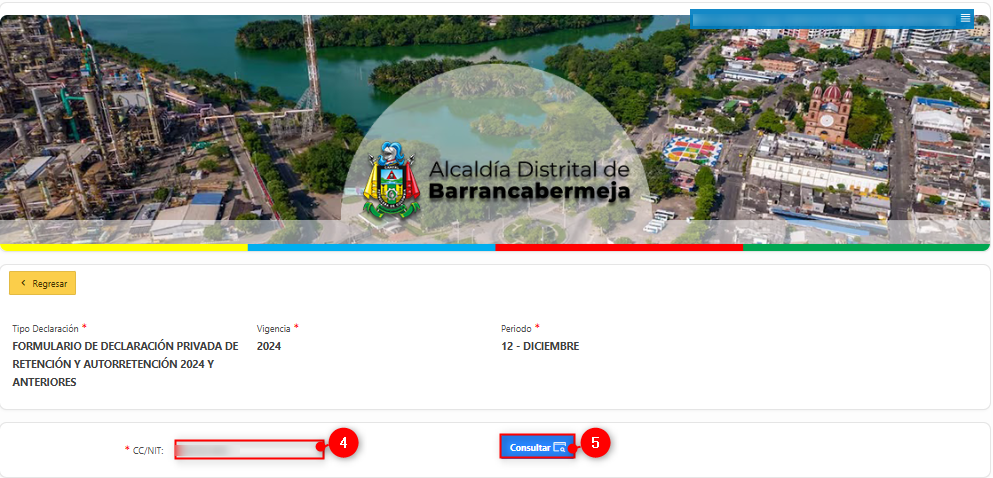 Alcaldía Distrital de
Barrancabermeja
Regresar
Tipo Declaración * Vigencia * Periodo *
FORMULARIO DE DECLARACIÓN PRIVADA DE 2024 12 - DICIEMBRE
RETENCIÓN Y AUTORRETENCIÓN 2024 Y
ANTERIORES
* CC/NIT: 4 Consultar 5